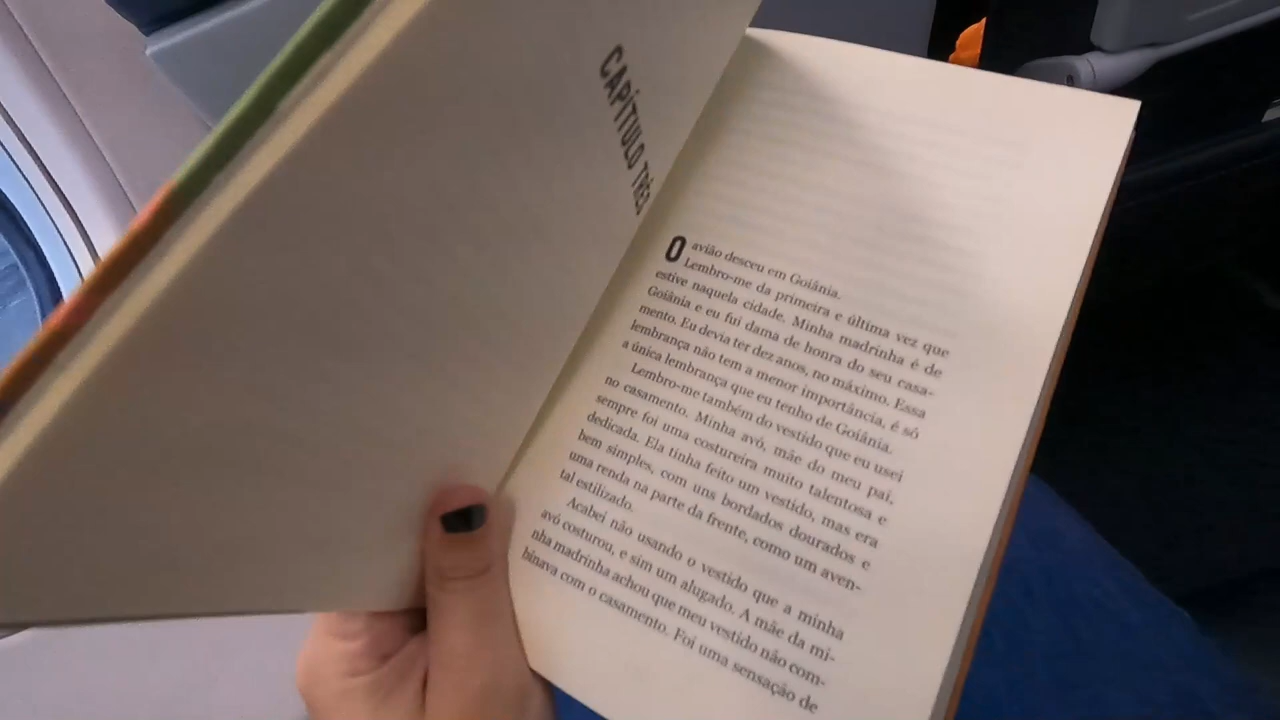 CAPÍTULO TRÊS
O avião desceu em Goiânia.
Lembro-me da primeira e última vez que
estive naquela cidade. Minha madrinha é de
Goiânia e eu fui dama de honra do seu casa-
mento. Eu devia ter dez anos, no máximo. Essa
lembrança não tem a menor importância, é só
a única lembrança que eu tenho de Goiânia.
Lembro-me também do vestido que eu usei
no casamento. Minha avó, mãe do meu pai,
sempre foi uma costureira muito talentosa e
dedicada. Ela tinha feito um vestido, mas era
bem simples, com uns bordados dourados e
uma renda na parte da frente, como um aven-
tal estilizado.
Acabei não usando o vestido que a minha
avó costurou, e sim um alugado. A mãe da mi-
nha madrinha achou que meu vestido não com-
binava com o casamento. Foi uma sensação de